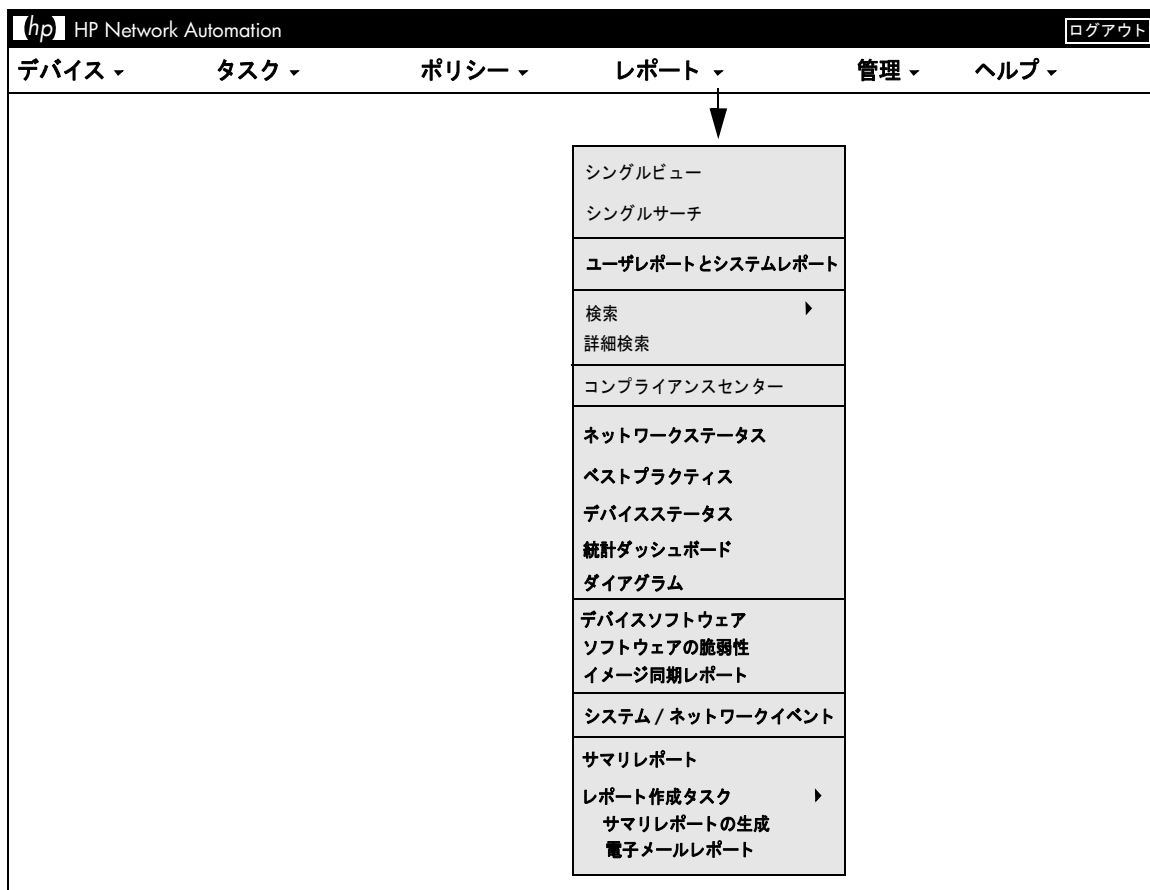 hp HP Network Automation ログアウト
デバイス タスク ポリシー レポート 管理 ヘルプ
シングルビュー
シングルサーチ
ユーザレポートとシステムレポート
検索
詳細検索
コンプライアンスセンター
ネットワークステータス
ベストプラクティス
デバイスステータス
統計ダッシュボード
ダイアグラム
デバイスソフトウェア
ソフトウェアの脆弱性
イメージ同期レポート
システム / ネットワークイベント
サマリレポート
レポート作成タスク
サマリレポートの生成
電子メールレポート